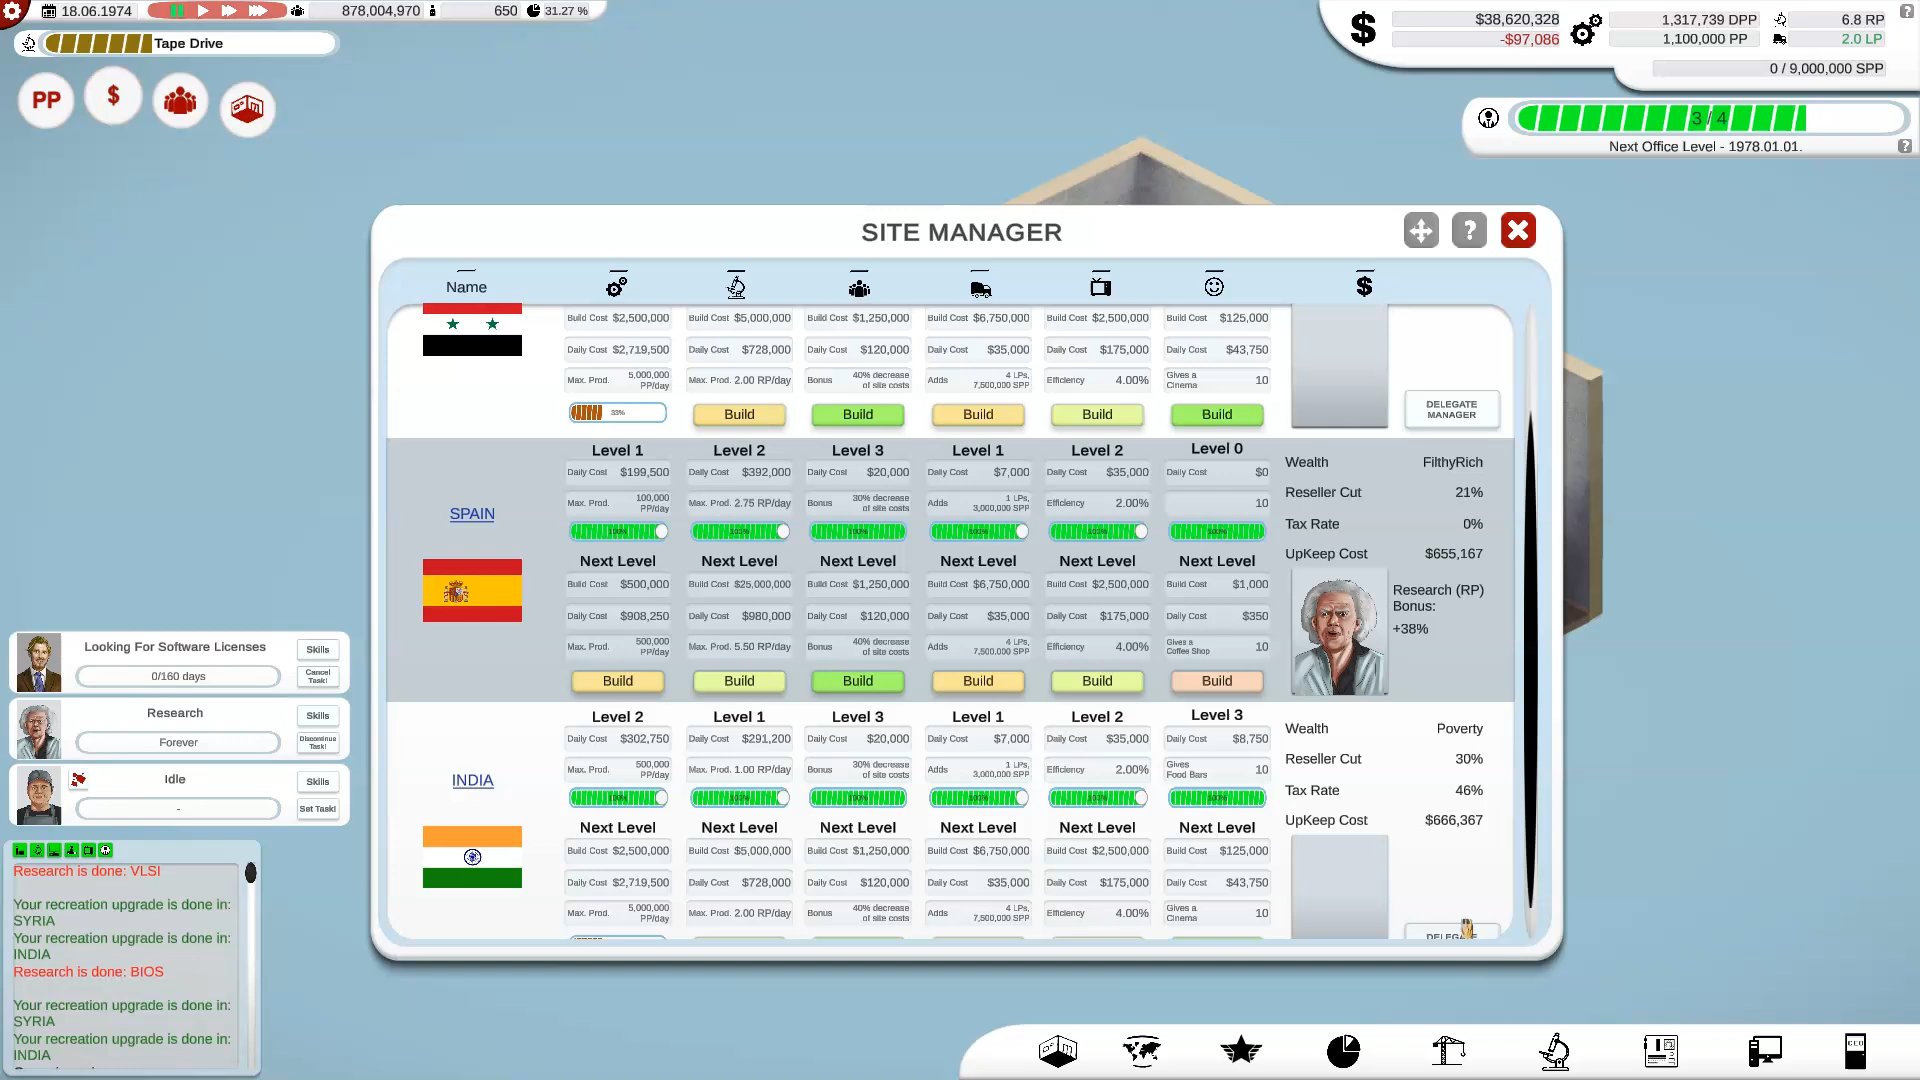 18.06.1974 878,004,970 650 31.27 %
Tape Drive
PP $
$ $38,620,328 1,317,739 DPP 6.8 RP ?
-$97,086 1,100,000 PP 2.0 LP
0 / 9,000,000 SPP
3 / 4
Next Office Level - 1978.01.01. ?
SITE MANAGER ?
Name $
Build Cost $2,500,000 Build Cost $5,000,000 Build Cost $1,250,000 Build Cost $6,750,000 Build Cost $2,500,000 Build Cost $125,000
Daily Cost $2,719,500 Daily Cost $728,000 Daily Cost $120,000 Daily Cost $35,000 Daily Cost $175,000 Daily Cost $43,750
Max. Prod. 5,000,000 PP/day Max. Prod. 2.00 RP/day Bonus 40% decrease of site costs Adds 4 LPs, 7,500,000 SPP Efficiency 4.00% Gives a Cinema 10
33% Build Build Build Build Build
DELEGATE
MANAGER
Level 1 Level 2 Level 3 Level 1 Level 2 Level 0
Daily Cost $199,500 Daily Cost $392,000 Daily Cost $20,000 Daily Cost $7,000 Daily Cost $35,000 Daily Cost $0
Max. Prod. 100,000 PP/day Max. Prod. 2.75 RP/day Bonus 30% decrease of site costs Adds 1 LPs, 3,000,000 SPP Efficiency 2.00% 10
SPAIN
100% 100% 100% 100% 100% 100%
Next Level Next Level Next Level Next Level Next Level Next Level
Build Cost $500,000 Build Cost $25,000,000 Build Cost $1,250,000 Build Cost $6,750,000 Build Cost $2,500,000 Build Cost $1,000
Daily Cost $908,250 Daily Cost $980,000 Daily Cost $120,000 Daily Cost $35,000 Daily Cost $175,000 Daily Cost $350
Max. Prod. 500,000 PP/day Max. Prod. 5.50 RP/day Bonus 40% decrease of site costs Adds 4 LPs, 7,500,000 SPP Efficiency 4.00% Gives a Coffee Shop 10
Build Build Build Build Build Build
Wealth FilthyRich
Reseller Cut 21%
Tax Rate 0%
UpKeep Cost $655,167
Research (RP)
Bonus:
+38%
Level 2 Level 1 Level 3 Level 1 Level 2 Level 3
Daily Cost $302,750 Daily Cost $291,200 Daily Cost $20,000 Daily Cost $7,000 Daily Cost $35,000 Daily Cost $8,750
Max. Prod. 500,000 PP/day Max. Prod. 1.00 RP/day Bonus 30% decrease of site costs Adds 1 LPs, 3,000,000 SPP Efficiency 2.00% Gives Food Bars 10
INDIA
100% 100% 100% 100% 100% 100%
Next Level Next Level Next Level Next Level Next Level Next Level
Build Cost $2,500,000 Build Cost $5,000,000 Build Cost $1,250,000 Build Cost $6,750,000 Build Cost $2,500,000 Build Cost $125,000
Daily Cost $2,719,500 Daily Cost $728,000 Daily Cost $120,000 Daily Cost $35,000 Daily Cost $175,000 Daily Cost $43,750
Max. Prod. 5,000,000 PP/day Max. Prod. 2.00 RP/day Bonus 40% decrease of site costs Adds 4 LPs, 7,500,000 SPP Efficiency 4.00% Gives a Cinema 10
Wealth Poverty
Reseller Cut 30%
Tax Rate 46%
UpKeep Cost $666,367
Looking For Software Licenses Skills
0/160 days Cancel Task!
Research Skills
Forever Discontinue Task!
Idle Skills
- Set Task!
Research is done: VLSI
Your recreation upgrade is done in:
SYRIA
Your recreation upgrade is done in:
INDIA
Research is done: BIOS
Your recreation upgrade is done in:
SYRIA
Your recreation upgrade is done in:
INDIA
CEO